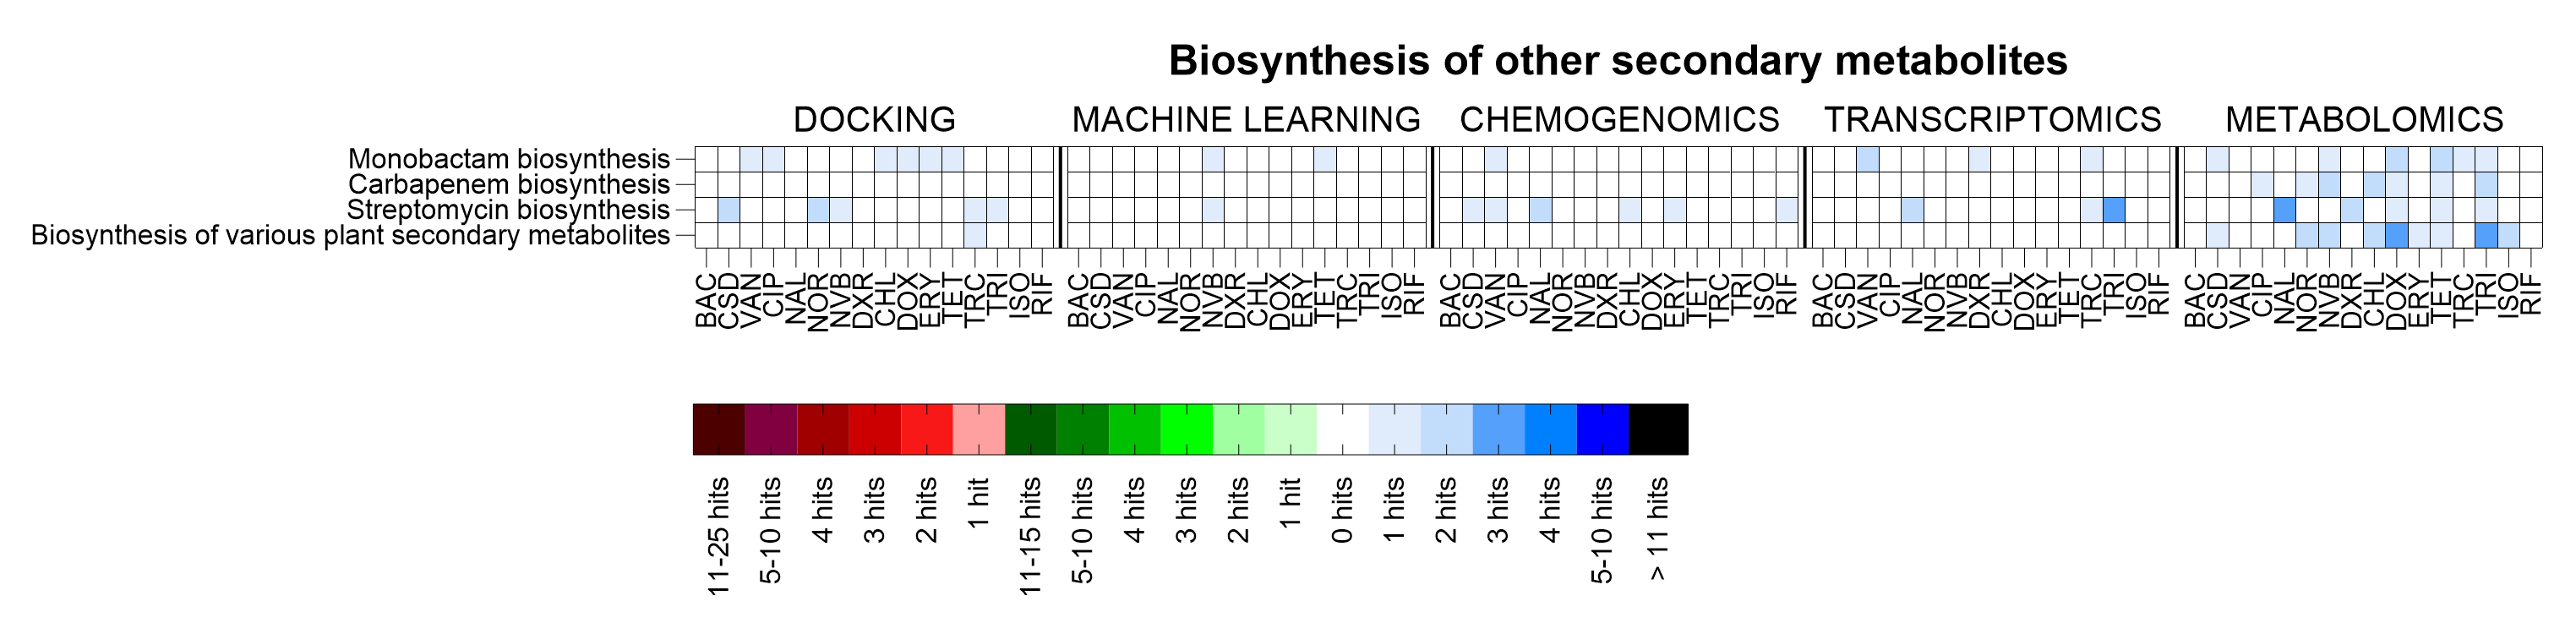 Biosynthesis of other secondary metabolites
DOCKING MACHINE LEARNING CHEMOGENOMICS TRANSCRIPTOMICS METABOLOMICS
Monobactam biosynthesis
Carbapenem biosynthesis
Streptomycin biosynthesis
Biosynthesis of various plant secondary metabolites
BAC CSD VAN CIP NAL NOR NVB DXR CHL DOX ERY TET TRC TRI ISO RIF BAC CSD VAN CIP NAL NOR NVB DXR CHL DOX ERY TET TRC TRI ISO RIF BAC CSD VAN CIP NAL NOR NVB DXR CHL DOX ERY TET TRC TRI ISO RIF BAC CSD VAN CIP NAL NOR NVB DXR CHL DOX ERY TET TRC TRI ISO RIF BAC CSD VAN CIP NAL NOR NVB DXR CHL DOX ERY TET TRC TRI ISO RIF
11-25 hits 5-10 hits 4 hits 3 hits 2 hits 1 hit 11-15 hits 5-10 hits 4 hits 3 hits 2 hits 1 hit 0 hits 1 hits 2 hits 3 hits 4 hits 5-10 hits > 11 hits